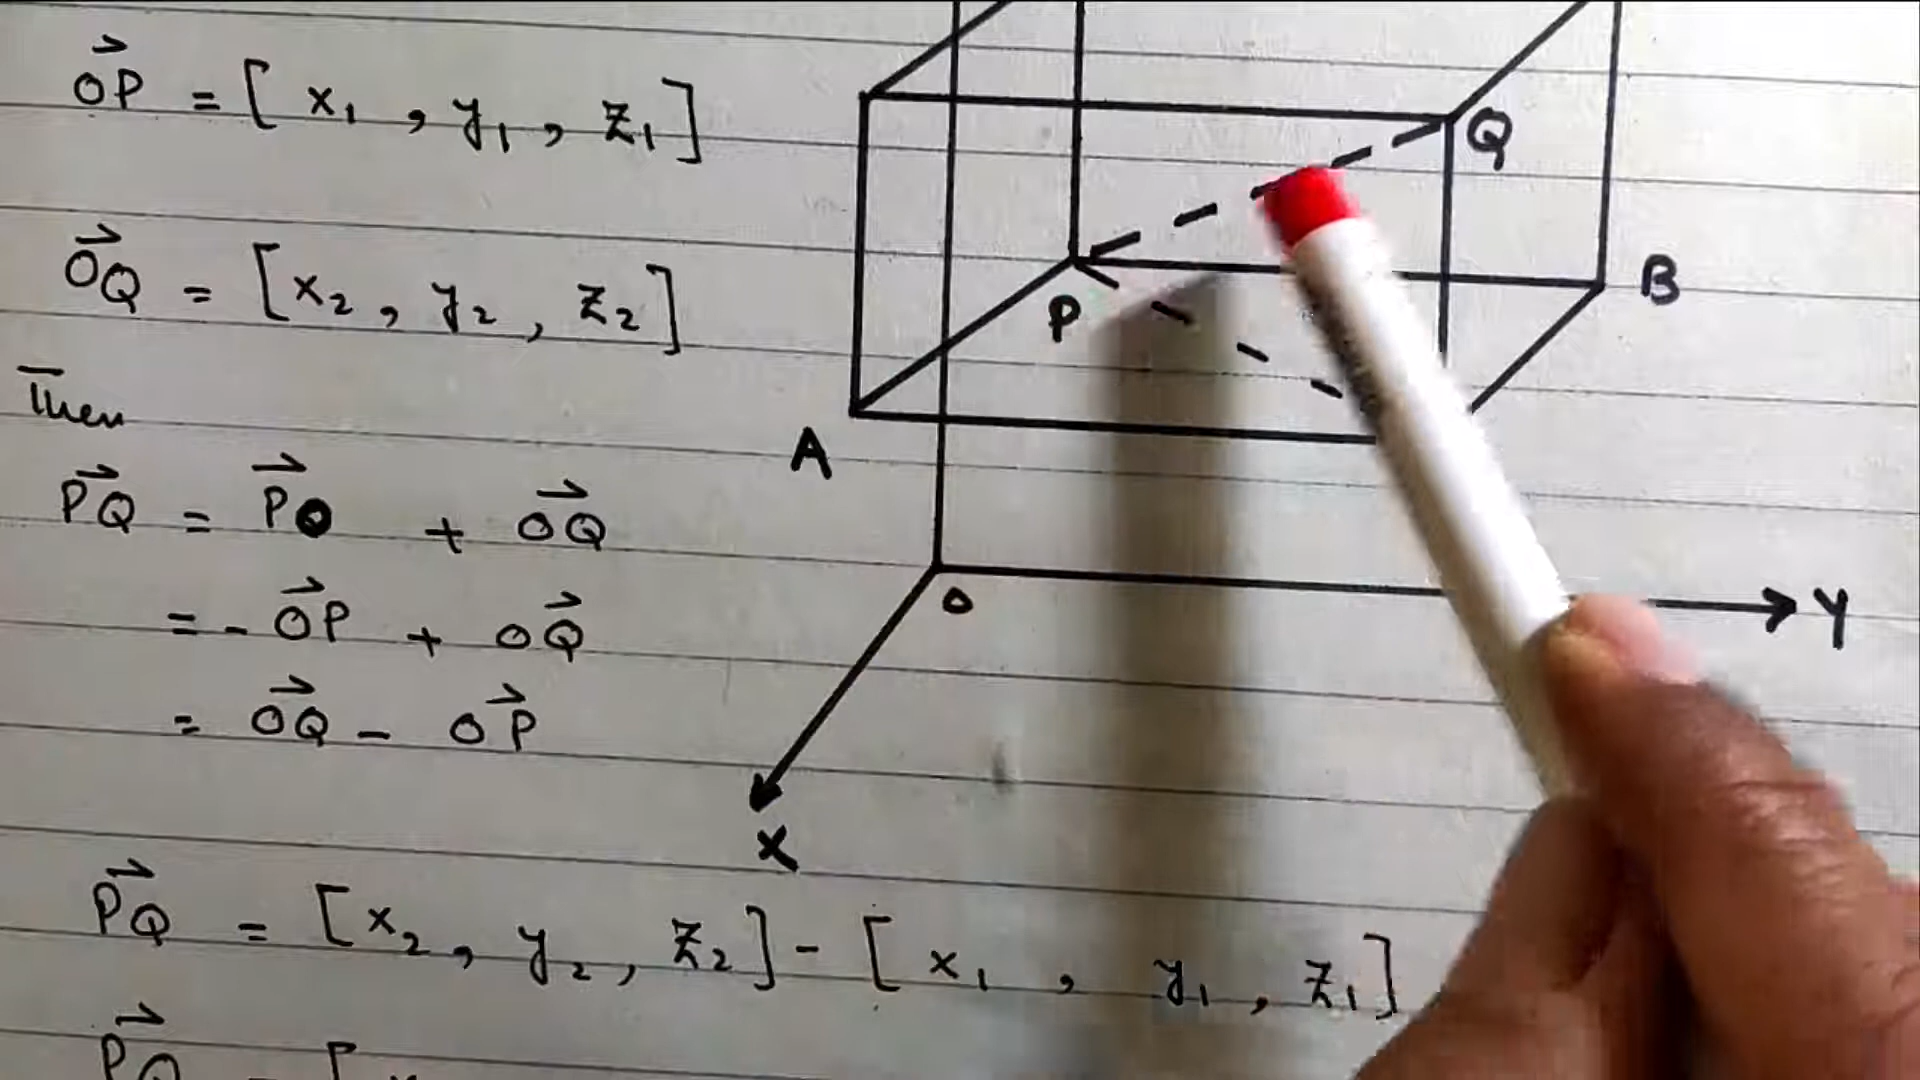 OP⃗ = [ x₁ , y₁ , z₁ ]
OQ⃗ = [ x₂ , y₂ , z₂ ]
Then
PQ⃗ = PO⃗ + OQ⃗
= - OP⃗ + OQ⃗
= OQ⃗ - OP⃗
PQ⃗ = [ x₂ , y₂ , z₂ ] - [ x₁ , y₁ , z₁ ]
PQ⃗ = [
Q
B
P
A
O
Y
X